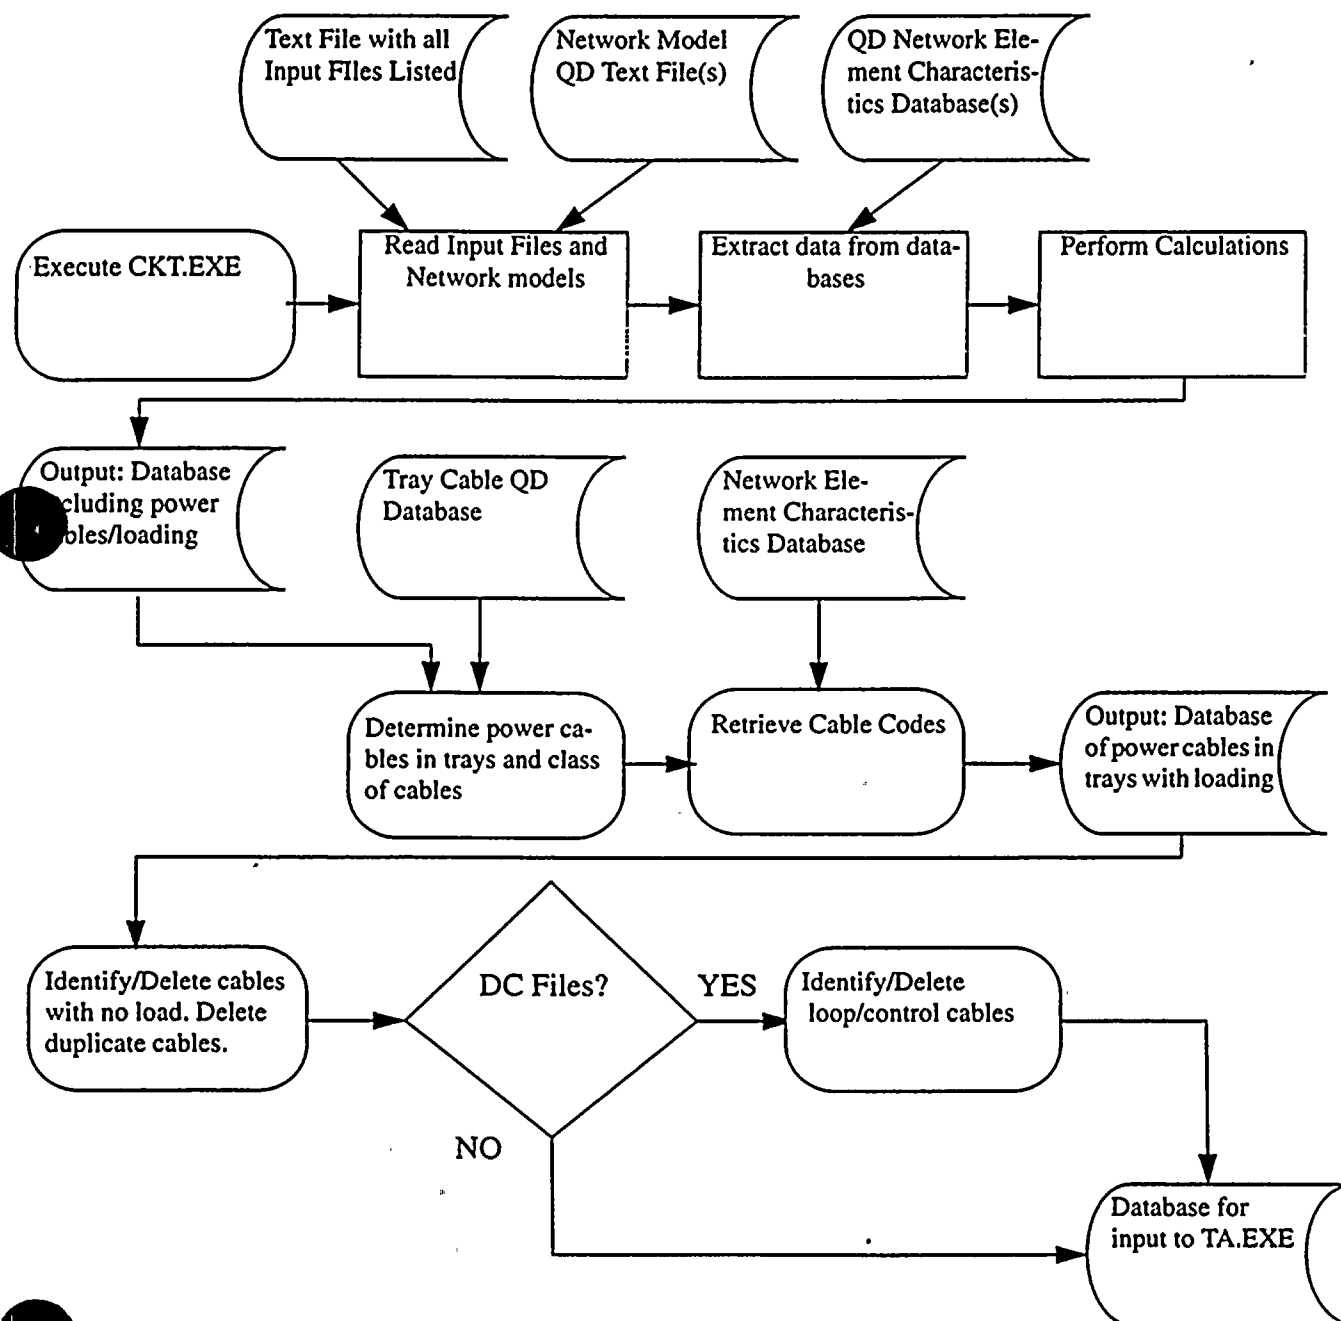 Text File with all
Input FIles Listed
Network Model
QD Text File(s)
QD Network Ele-
ment Characteris-
tics Database(s)
Execute CKT.EXE
Read Input Files and
Network models
Extract data from data-
bases
Perform Calculations
Output: Database
power
Tray Cable QD
Database
Network Ele-
ment Characteris-
tics Database
Determine power ca-
bles in trays and class
of cables
Retrieve Cable Codes
Output: Database
of power cables in
trays with loading
Identify/Delete cables
with no load. Delete
duplicate cables.
DC Files?
YES
Identify/Delete
loop/control cables
NO
Database for
input to TA.EXE